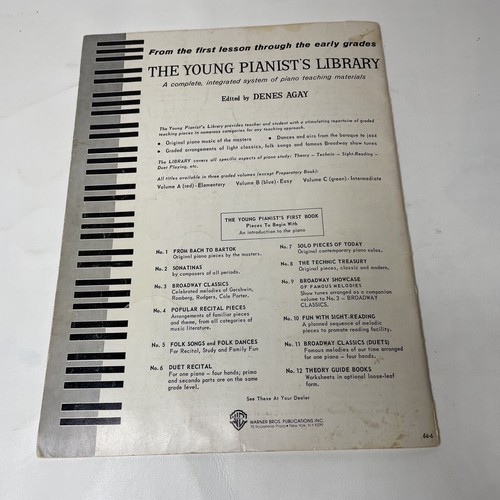 From the first lesson through the early grades
THE YOUNG PIANIST'S LIBRARY
A complete, integrated system of piano teaching materials
Edited by DENES AGAY
The Young Pianist's Library provides teacher and student with a stimulating repertoire of graded
teaching pieces in numerous categories for any teaching approach.
• Original piano music of the masters • Dances and airs from the baroque to jazz
• Graded arrangements of light classics, folk songs and famous Broadway show tunes
The LIBRARY covers all specific aspects of piano study: Theory – Technic – Sight-Reading –
Duet Playing, etc.
All titles available in three graded volumes (except Preparatory Book):
Volume A (red) - Elementary Volume B (blue) - Easy Volume C (green) - Intermediate
THE YOUNG PIANIST'S FIRST BOOK
Pieces To Begin With
An introduction to the piano
No. 1 FROM BACH TO BARTOK
Original piano pieces by the masters.
No. 2 SONATINAS
by composers of all periods.
No. 3 BROADWAY CLASSICS
Celebrated melodies of Gershwin,
Romberg, Rodgers, Cole Porter.
No. 4 POPULAR RECITAL PIECES
Arrangements of familiar pieces
and theme, from all categories of
music literature.
No. 5 FOLK SONGS and FOLK DANCES
For Recital, Study and Family Fun
No. 6 DUET RECITAL
For one piano – four hands; primo
and secondo parts are on the same
grade level.
No. 7 SOLO PIECES OF TODAY
Original contemporary piano solos.
No. 8 THE TECHNIC TREASURY
Original pieces, classic and modern.
No. 9 BROADWAY SHOWCASE
OF FAMOUS MELODIES
Show tunes arranged as a companion
volume to No. 3 – BROADWAY
CLASSICS.
No. 10 FUN WITH SIGHT-READING
A planned sequence of melodic
pieces to promote reading facility.
No. 11 BROADWAY CLASSICS (DUETS)
Famous melodies of our time arranged
for one piano – four hands.
No. 12 THEORY GUIDE BOOKS
Worksheets in optional loose-leaf
form.
See These At Your Dealer
WARNER BROS. PUBLICATIONS INC.
75 Rockefeller Plaza • New York, N.Y. 10019